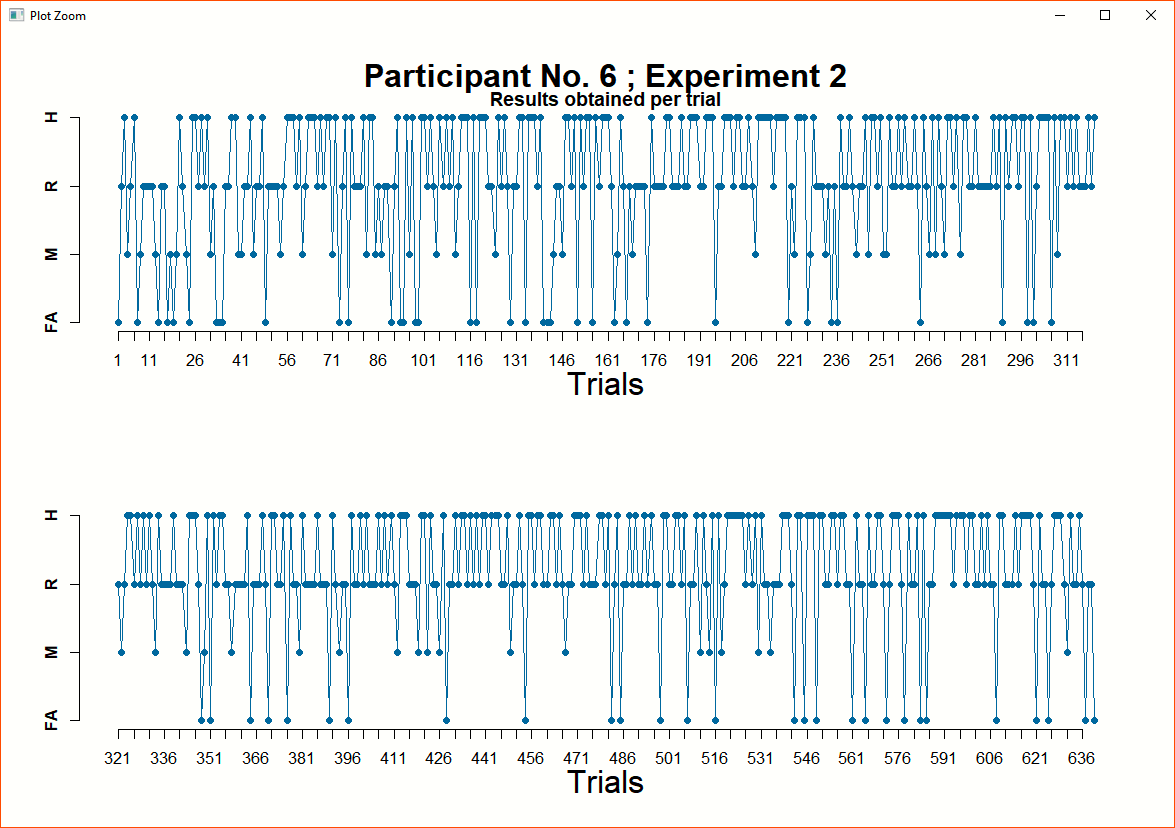 Plot Zoom
Participant No. 6 ; Experiment 2
Results obtained per trial
H
R
M
FA
1 11 26 41 56 71 86 101 116 131 146 161 176 191 206 221 236 251 266 281 296 311
Trials
H
R
M
FA
321 336 351 366 381 396 411 426 441 456 471 486 501 516 531 546 561 576 591 606 621 636
Trials